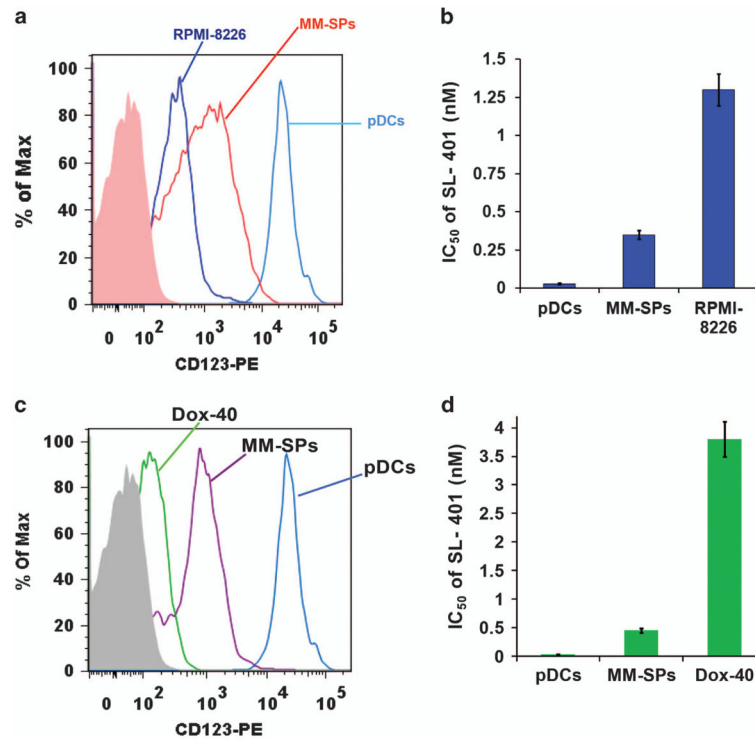 a
RPMI-8226
MM-SPs
pDCs
100
80
60
40
20
0
% of Max
0 10² 10³ 10⁴ 10⁵
CD123-PE
b
1.5
1.25
1
0.75
0.5
0.25
0
IC₅₀ of SL- 401 (nM)
pDCs MM-SPs RPMI-
8226
c
Dox-40
MM-SPs
pDCs
100
80
60
40
20
0
% Of Max
0 10² 10³ 10⁴ 10⁵
CD123-PE
d
4
3.5
3
2.5
2
1.5
1
0.5
0
IC₅₀ of SL- 401 (nM)
pDCs MM-SPs Dox-40